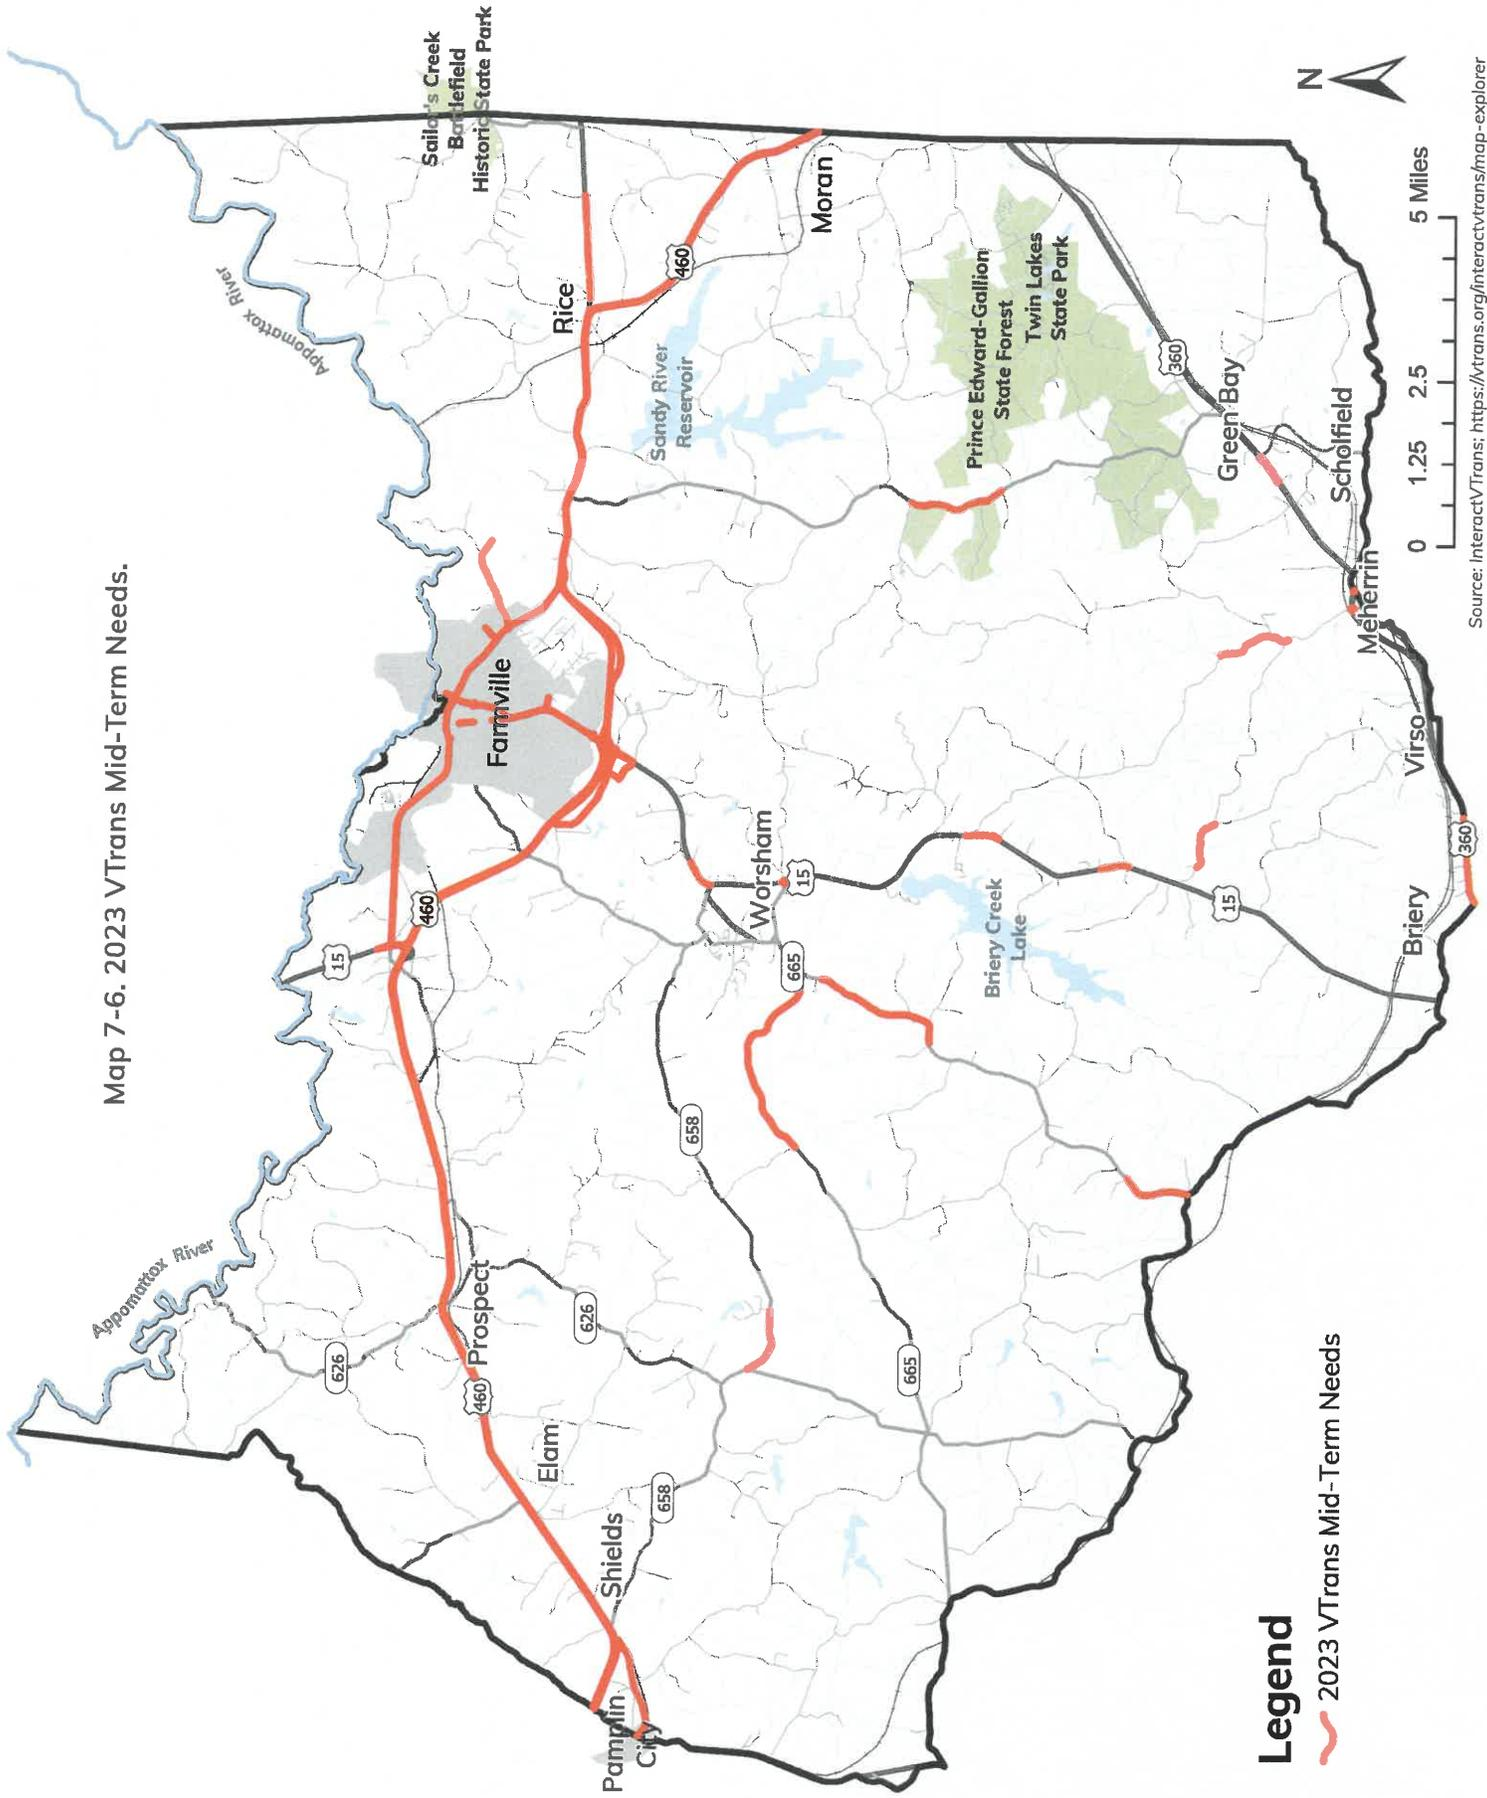 Map 7-6. 2023 VTrans Mid-Term Needs.
Appomattox River
Appomattox River
Sailor's Creek
Battlefield
Historic State Park
626
15
460
Prospect
460
626
Elam
Farmville
Rice
460
Shields
658
658
Pamplin
City
Sandy River
Reservoir
Moran
Worsham
15
665
665
Briery Creek
Lake
Prince Edward-Gallion
State Forest
Twin Lakes
State Park
360
Green Bay
15
Scholfield
Meherrin
Virso
Briery
360
N
0 1.25 2.5 5 Miles
Legend
2023 VTrans Mid-Term Needs
Source: InteractVTrans; https://vtrans.org/interactvtrans/map-explorer